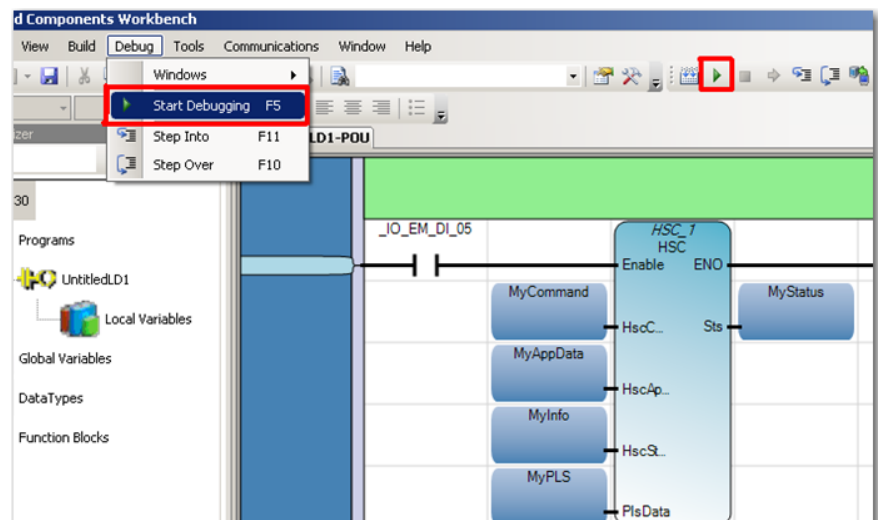 d Components Workbench
View Build Debug Tools Communications Window Help
Windows
Start Debugging F5
Step Into F11
Step Over F10
izer
LD1-POU
30
Programs
UntitledLD1
Local Variables
Global Variables
DataTypes
Function Blocks
_IO_EM_DI_05
HSC_1
HSC
Enable ENO
MyCommand
MyStatus
HscC... Sts
MyAppData
HscAp...
MyInfo
HscSt...
MyPLS
PlsData